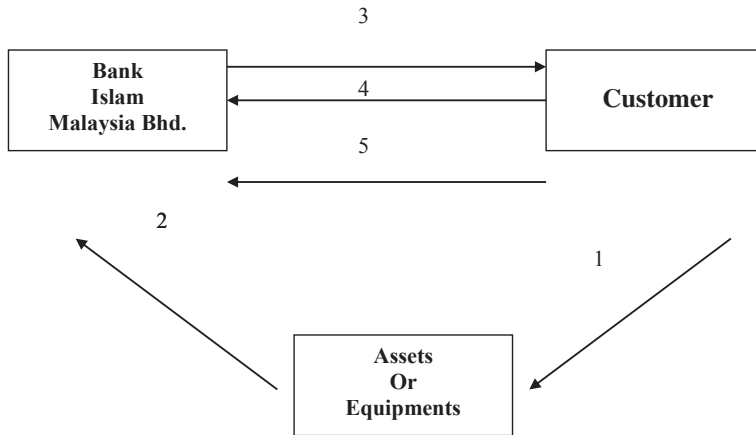 3
Bank
Islam
Malaysia Bhd.
4
Customer
5
2
1
Assets
Or
Equipments